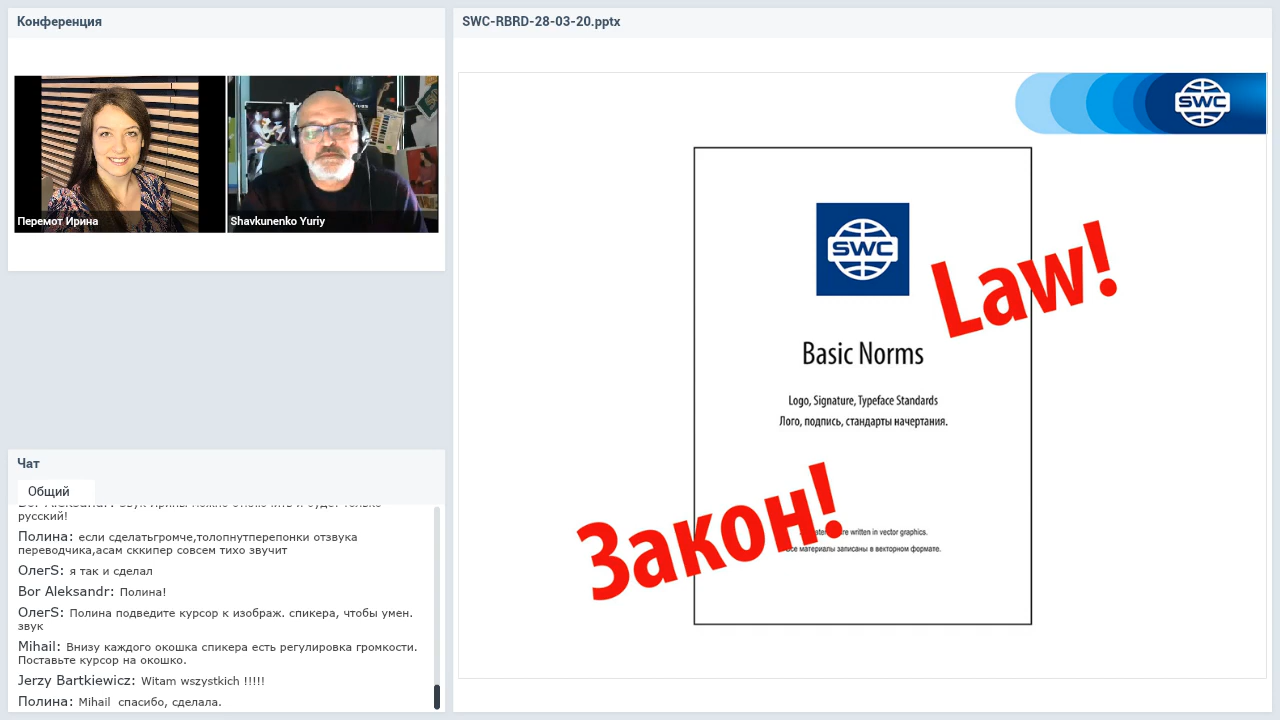 Конференция
Перемот Ирина
Shavkunenko Yuriy
Чат
Общий
русский!
Полина: если сделатьгромче,толопнутперепонки отзвука
переводчика,асам сккипер совсем тихо звучит
ОлегS: я так и сделал
Bor Aleksandr: Полина!
ОлегS: Полина подведите курсор к изображ. спикера, чтобы умен.
звук
Mihail: Внизу каждого окошка спикера есть регулировка громкости.
Поставьте курсор на окошко.
Jerzy Bartkiewicz: Witam wszystkich !!!!!
Полина: Mihail спасибо, сделала.
SWC-RBRD-28-03-20.pptx
SWC
SWC
Law!
Basic Norms
Logo, Signature, Typeface Standards
Лого, подпись, стандарты начертания.
Закон!
written in vector graphics.
Все материалы записаны в векторном формате.